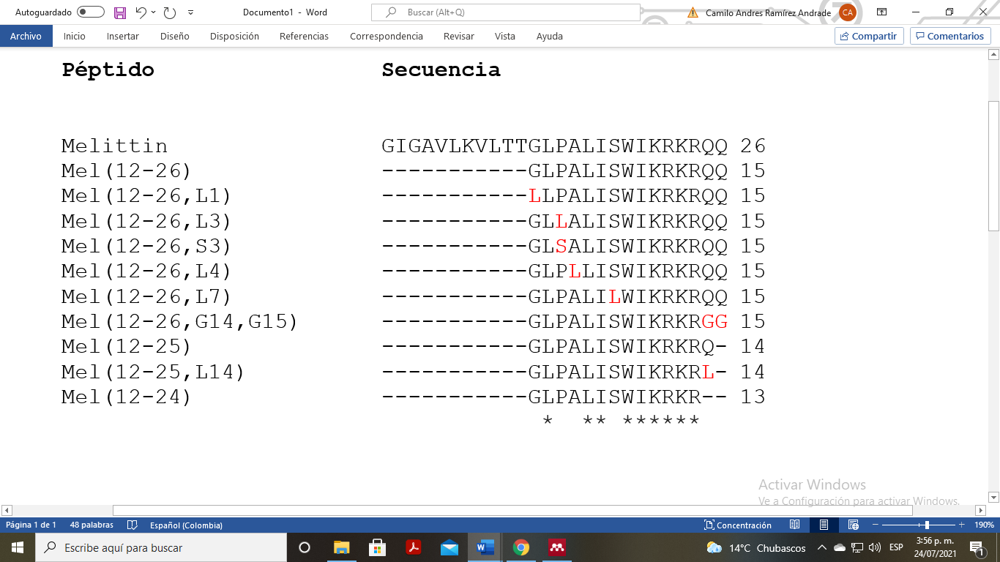 Autoguardado Documento1 - Word Buscar (Alt+Q) Camilo Andres Ramírez Andrade CA
Archivo Inicio Insertar Diseño Disposición Referencias Correspondencia Revisar Vista Ayuda Compartir Comentarios
Péptido Secuencia
Melittin GIGAVLKVLTTGLPALISWIKRKRQQ 26
Mel(12-26) -----------GLPALISWIKRKRQQ 15
Mel(12-26,L1) -----------LLPALISWIKRKRQQ 15
Mel(12-26,L3) -----------GLLALISWIKRKRQQ 15
Mel(12-26,S3) -----------GLSALISWIKRKRQQ 15
Mel(12-26,L4) -----------GLPLLISWIKRKRQQ 15
Mel(12-26,L7) -----------GLPALILWIKRKRQQ 15
Mel(12-26,G14,G15) -----------GLPALISWIKRKRGG 15
Mel(12-25) -----------GLPALISWIKRKRQ- 14
Mel(12-25,L14) -----------GLPALISWIKRKRL- 14
Mel(12-24) -----------GLPALISWIKRKR-- 13
* ** ******
Activar Windows
Ve a Configuración para activar Windows.
Página 1 de 1 48 palabras Español (Colombia) Concentración 190%
Escribe aquí para buscar W 14°C Chubascos ESP 3:56 p. m.
24/07/2021 1